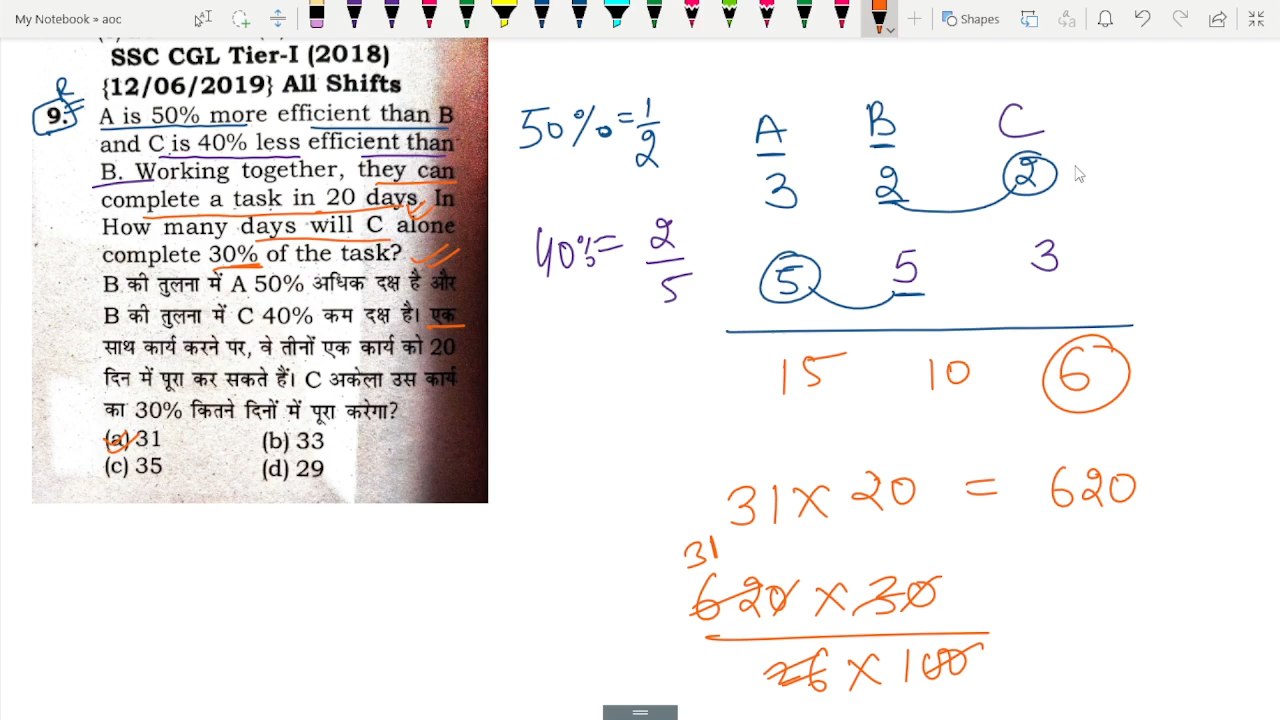 My Notebook » aoc
Shapes
SSC CGL Tier-I (2018)
{12/06/2019} All Shifts
R
9. A is 50% more efficient than B
and C is 40% less efficient than
B. Working together, they can
complete a task in 20 days. In
How many days will C alone
complete 30% of the task?
B की तुलना में A 50% अधिक दक्ष है और
B की तुलना में C 40% कम दक्ष है। एक
साथ कार्य करने पर, वे तीनों एक कार्य को 20
दिन में पूरा कर सकते हैं। C अकेला उस कार्य
का 30% कितने दिनों में पूरा करेगा?
(a) 31 (b) 33
(c) 35 (d) 29
50% = 1/2
40% = 2/5
A B C
3 2 2
5 5 3
15 10 6
31 × 20 = 620
31
620 × 30
26 × 100